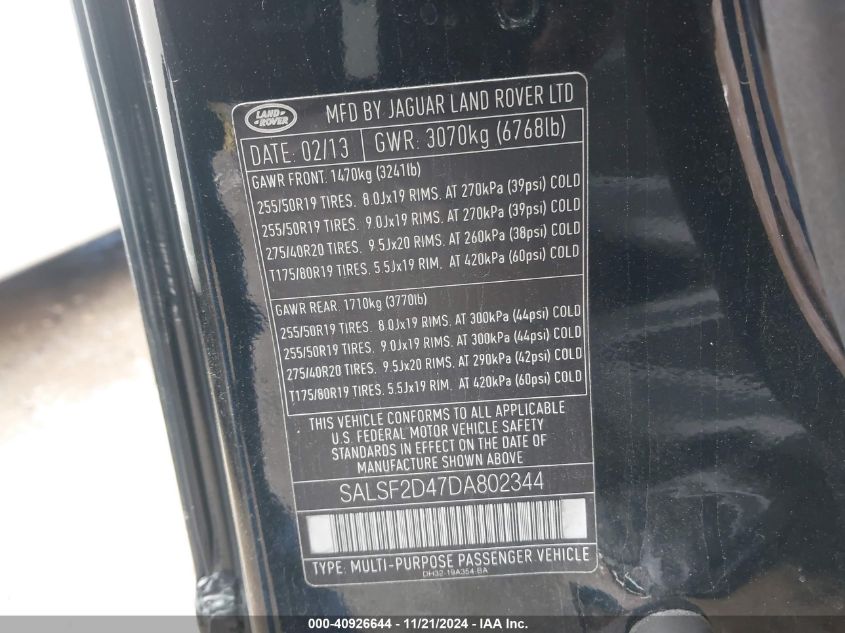 LAND ROVER
MFD BY JAGUAR LAND ROVER LTD
DATE: 02/13 GWR: 3070kg (6768lb)
GAWR FRONT. 1470kg (3241lb)
255/50R19 TIRES. 8.0Jx19 RIMS. AT 270kPa (39psi) COLD
255/50R19 TIRES. 9.0Jx19 RIMS. AT 270kPa (39psi) COLD
275/40R20 TIRES. 9.5Jx20 RIMS. AT 260kPa (38psi) COLD
T175/80R19 TIRES. 5.5Jx19 RIM. AT 420kPa (60psi) COLD
GAWR REAR. 1710kg (3770lb)
255/50R19 TIRES. 8.0Jx19 RIMS. AT 300kPa (44psi) COLD
255/50R19 TIRES. 9.0Jx19 RIMS. AT 300kPa (44psi) COLD
275/40R20 TIRES. 9.5Jx20 RIMS. AT 290kPa (42psi) COLD
T175/80R19 TIRES. 5.5Jx19 RIM. AT 420kPa (60psi) COLD
THIS VEHICLE CONFORMS TO ALL APPLICABLE
U.S. FEDERAL MOTOR VEHICLE SAFETY
STANDARDS IN EFFECT ON THE DATE OF
MANUFACTURE SHOWN ABOVE
SALSF2D47DA802344
TYPE: MULTI-PURPOSE PASSENGER VEHICLE
DH32-19A354-BA
000-40926644 - 11/21/2024 - IAA Inc.